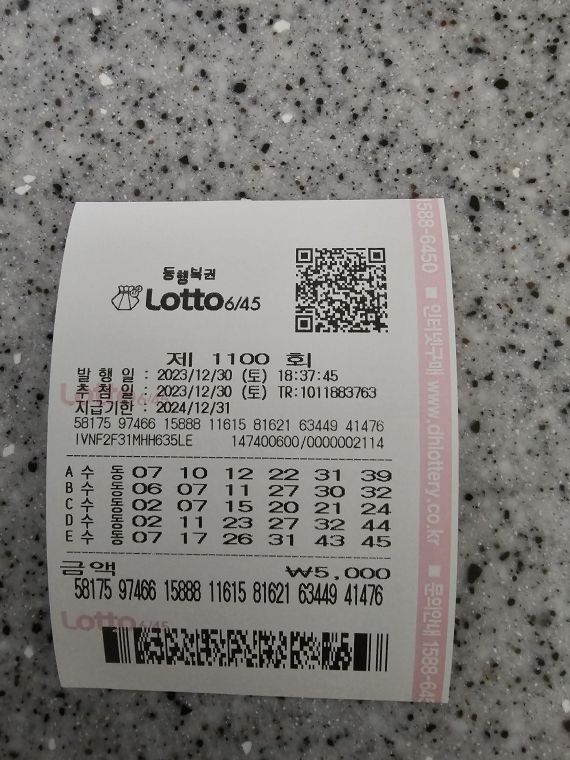 동행복권
Lotto 6/45
제 1100 회
발 행 일 : 2023/12/30 (토) 18:37:45
추 첨 일 : 2023/12/30 (토) TR:1011883763
지급기한 : 2024/12/31
58175 97466 15888 11615 81621 63449 41476
IVNF2F31MHH635LE 147400600/0000002114
A 수 동 07 10 12 22 31 39
B 수 동 06 07 11 27 30 32
C 수 동 02 07 15 20 21 24
D 수 동 02 11 23 27 32 44
E 수 동 07 17 26 31 43 45
금액 ₩5,000
58175 97466 15888 11615 81621 63449 41476
Lotto 6/45
588-6450 ■ 인터넷구매 www.dhlottery.co.kr ■ 문의안내 1588-645